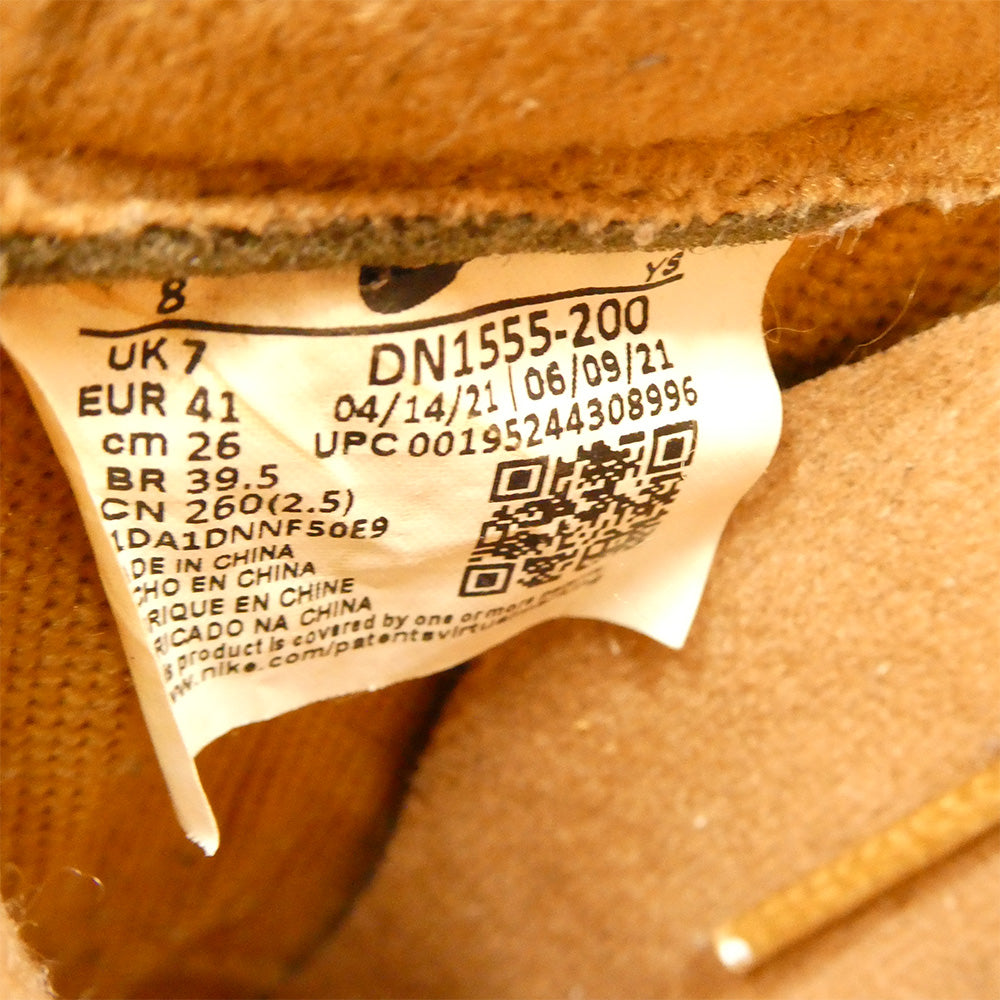 8 YS
UK 7 DN1555-200
EUR 41 04/14/21 | 06/09/21
cm 26 UPC 00195244308996
BR 39.5
CN 260(2.5)
1DA1DNNF50E9
DE IN CHINA
CHO EN CHINA
RIQUE EN CHINE
RICADO NA CHINA
s product is covered by one or more
ww.nike.com/patents